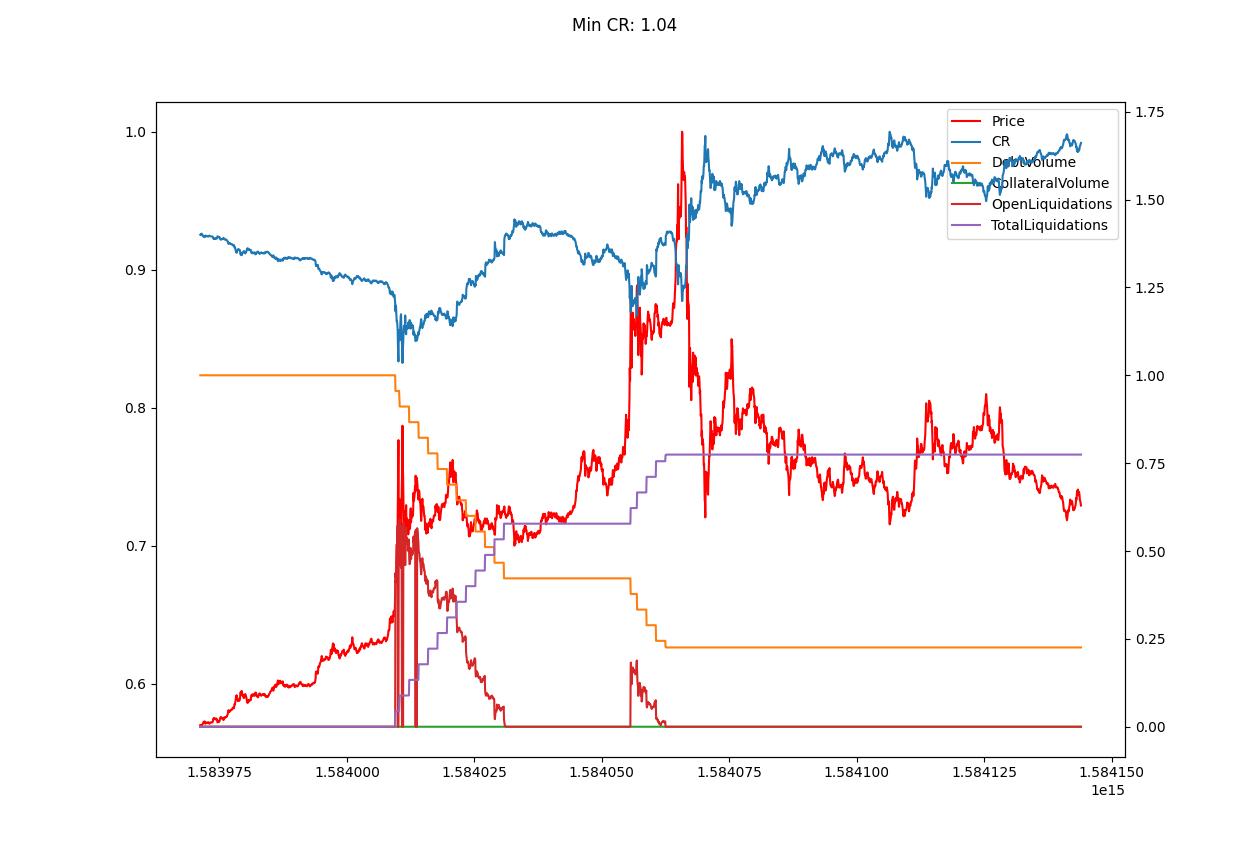 Min CR: 1.04
1.0
0.9
0.8
0.7
0.6
1.75
1.50
1.25
1.00
0.75
0.50
0.25
0.00
Price
CR
DebtVolume
CollateralVolume
OpenLiquidations
TotalLiquidations
1.583975 1.584000 1.584025 1.584050 1.584075 1.584100 1.584125 1.584150
1e15